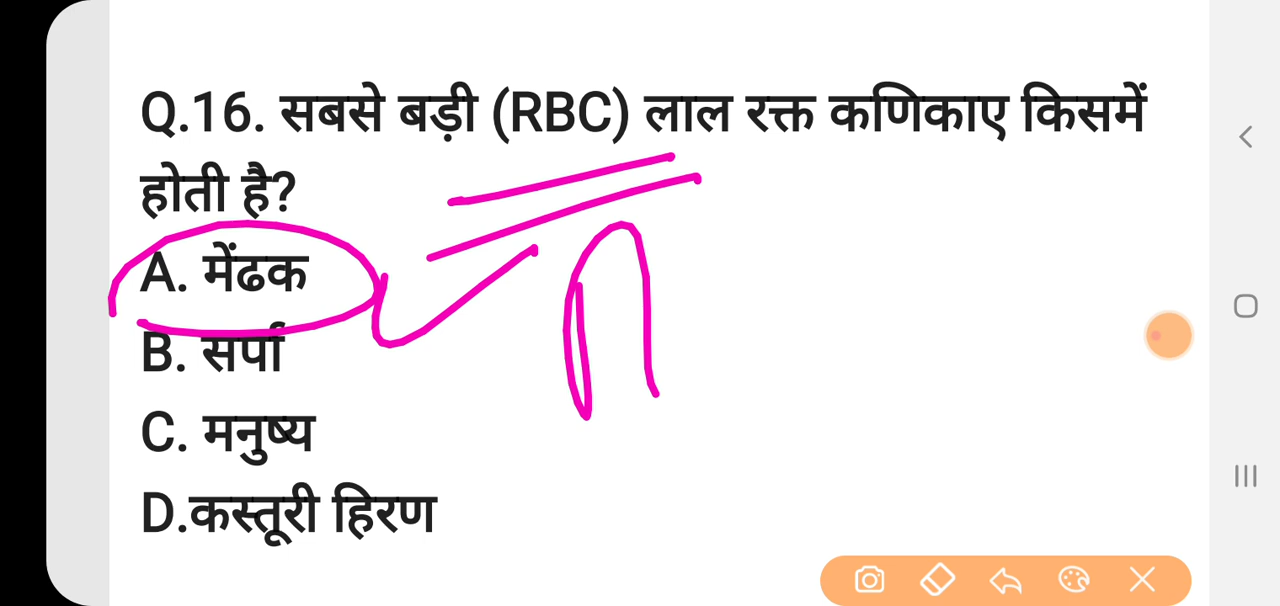 Q.16. सबसे बड़ी (RBC) लाल रक्त कणिकाए किसमें
होती है?
A. मेंढक
B. सर्पा
C. मनुष्य
D.कस्तूरी हिरण